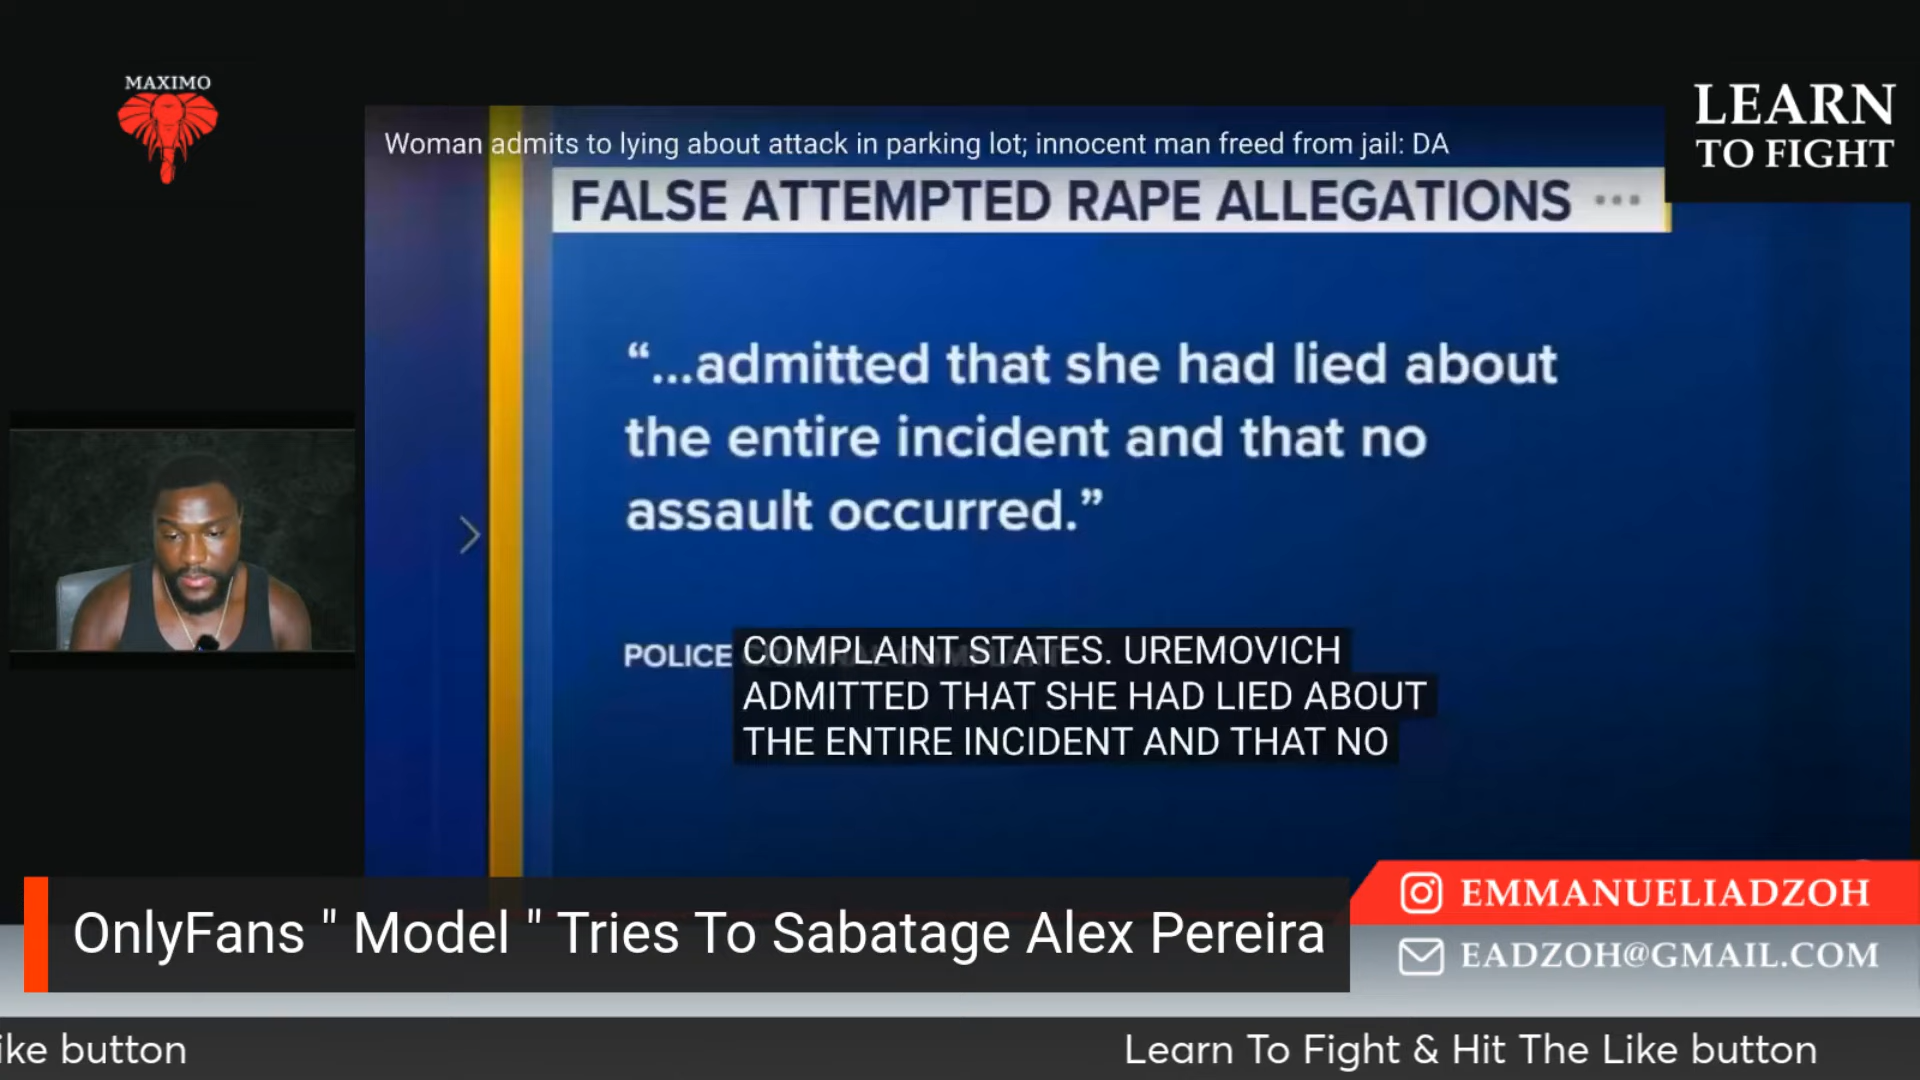 MAXIMO
LEARN
TO FIGHT
Woman admits to lying about attack in parking lot; innocent man freed from jail: DA
FALSE ATTEMPTED RAPE ALLEGATIONS
“...admitted that she had lied about
the entire incident and that no
assault occurred.”
POLICE
COMPLAINT STATES. UREMOVICH
ADMITTED THAT SHE HAD LIED ABOUT
THE ENTIRE INCIDENT AND THAT NO
OnlyFans " Model " Tries To Sabatage Alex Pereira
EMMANUELIADZOH
EADZOH@GMAIL.COM
ike button
Learn To Fight & Hit The Like button